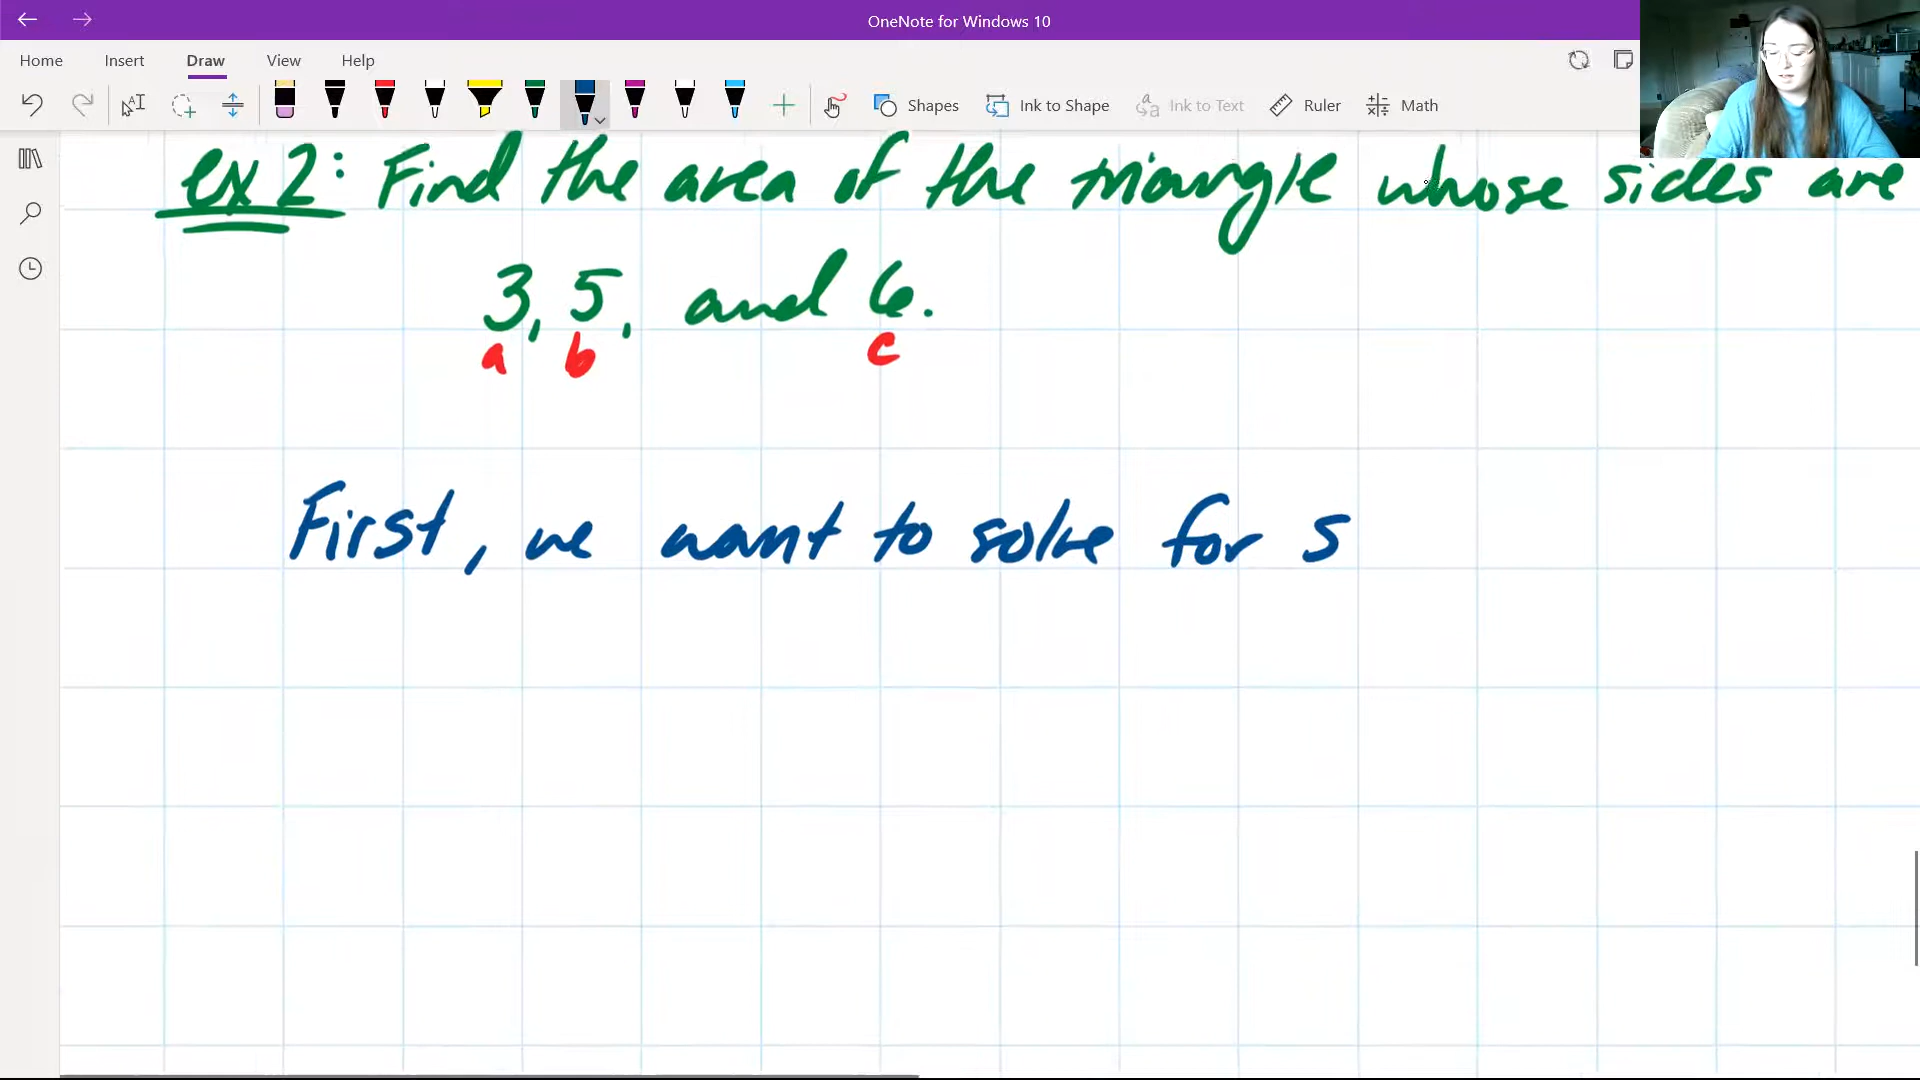 OneNote for Windows 10
Home Insert Draw View Help
Shapes Ink to Shape Ink to Text Ruler Math
ex 2: Find the area of the triangle whose sides are
3, 5, and 6.
a b c
First, we want to solve for s